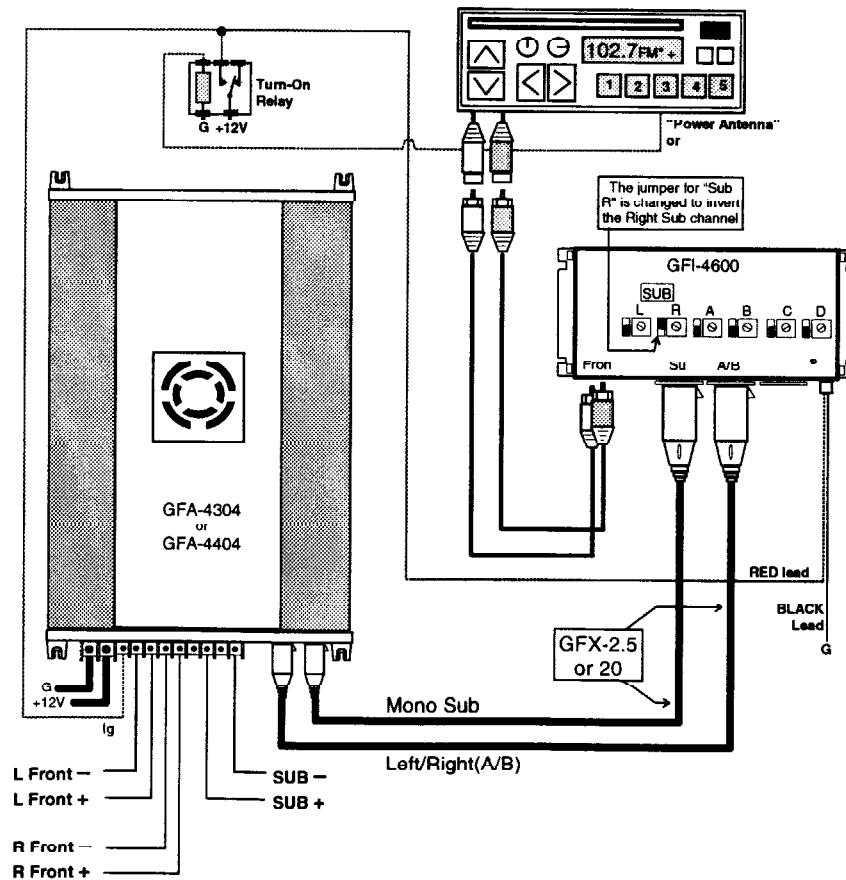 102.7FM" +
1 2 3 4 5
Turn-On
Relay
G +12V
"Power Antenna"
or
The jumper for "Sub
R" is changed to invert
the Right Sub channel
GFI-4600
SUB
L R A B C D
Fron Su A/B
GFA-4304
or
GFA-4404
RED lead
BLACK
Lead
G
GFX-2.5
or 20
G
+12V
Ig
Mono Sub
Left/Right(A/B)
L Front −
L Front +
SUB −
SUB +
R Front −
R Front +